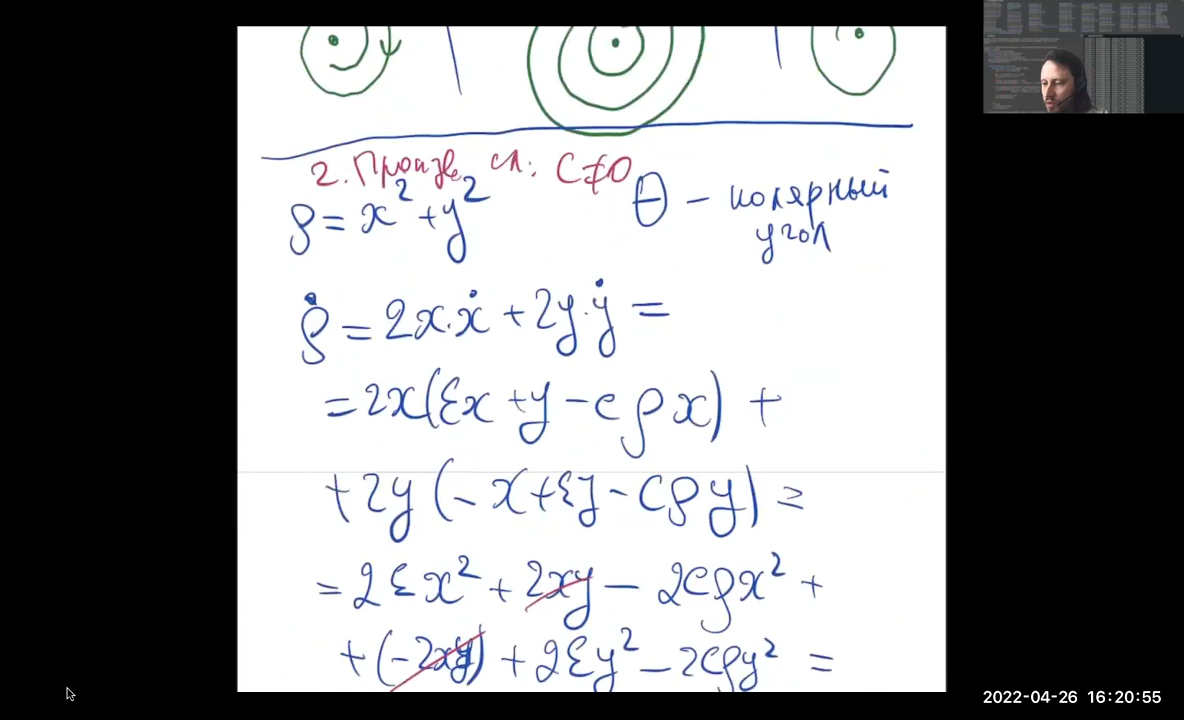 2. Произв. сл: C≠0
ρ = x² + y²
θ – полярный
угол
ρ̇ = 2x·ẋ + 2y·ẏ =
= 2x(εx + y – cρx) +
+ 2y(– x + εy – cρy) =
= 2εx² + 2xy – 2cρx² +
+ (–2xy) + 2εy² – 2cρy² =
2022-04-26 16:20:55